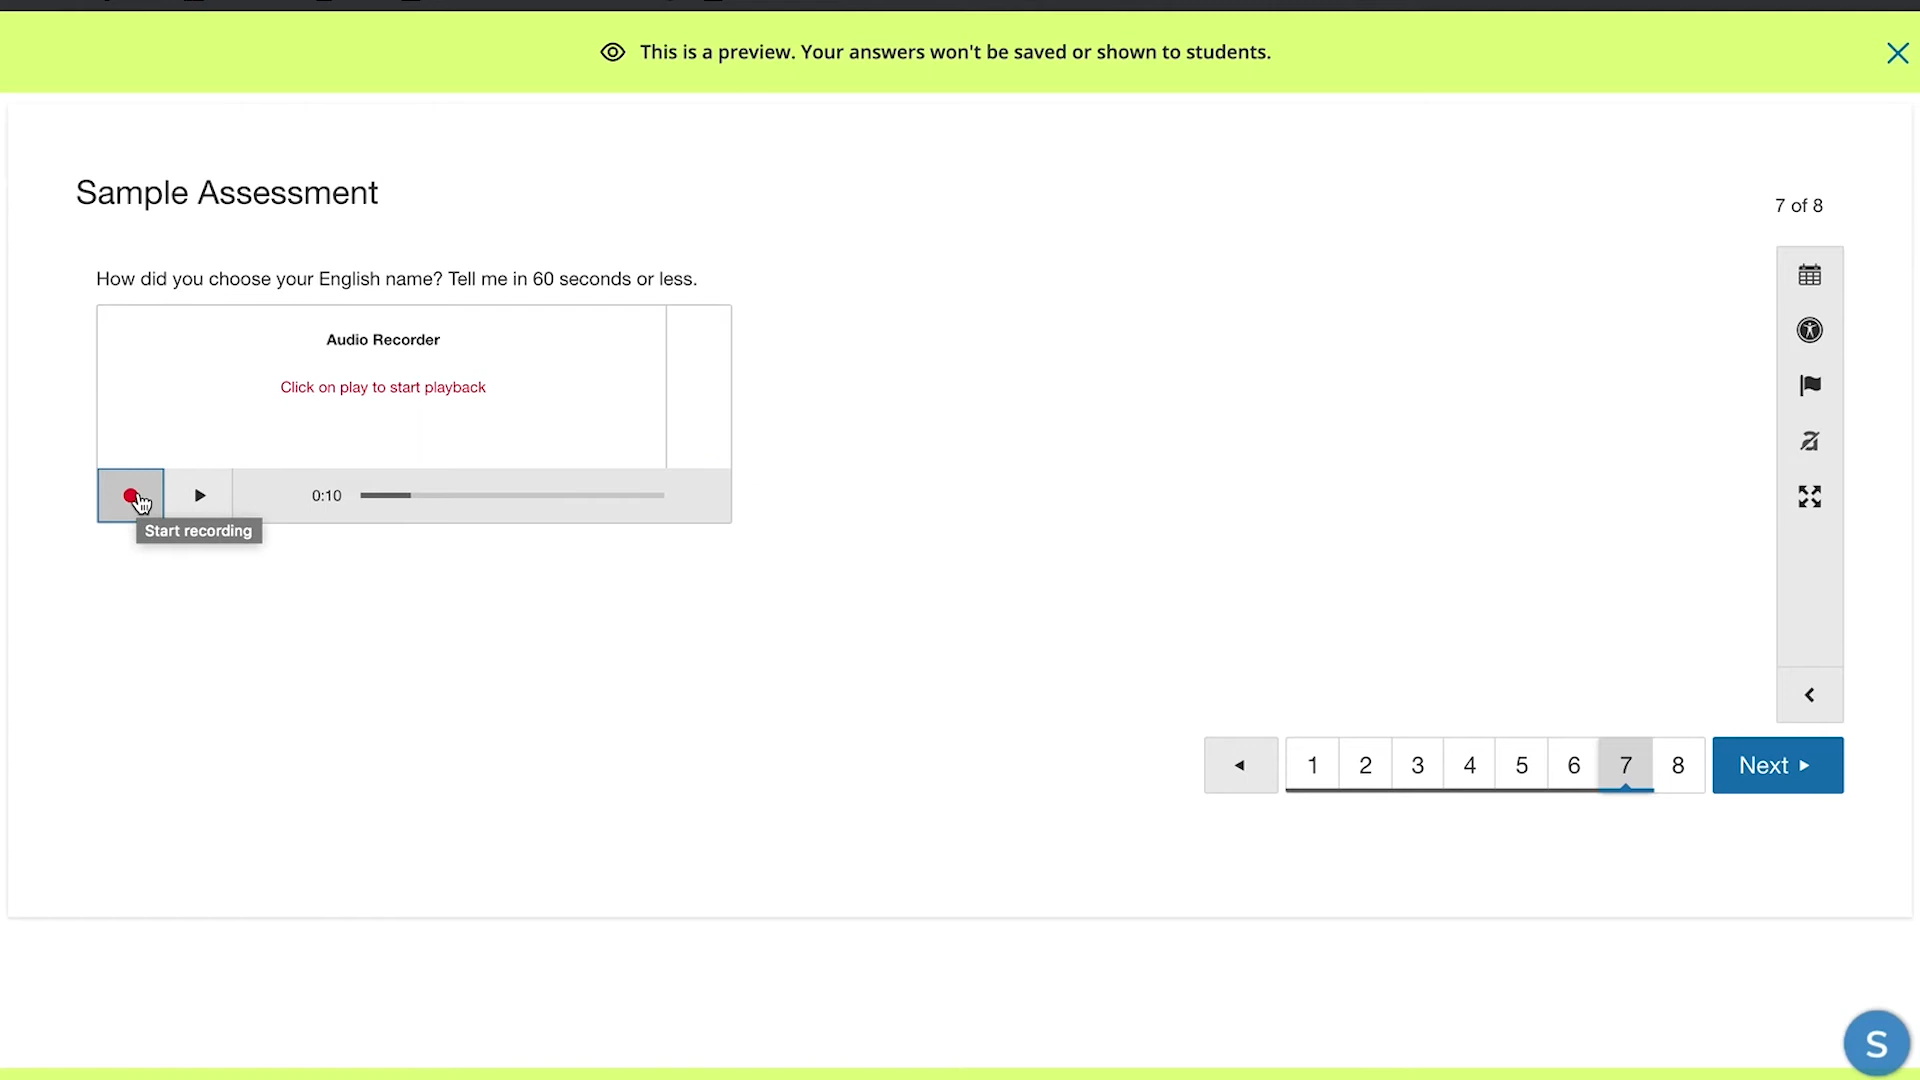 This is a preview. Your answers won't be saved or shown to students.
Sample Assessment
7 of 8
How did you choose your English name? Tell me in 60 seconds or less.
Audio Recorder
Click on play to start playback
0:10
Start recording
1 2 3 4 5 6 7 8 Next
S